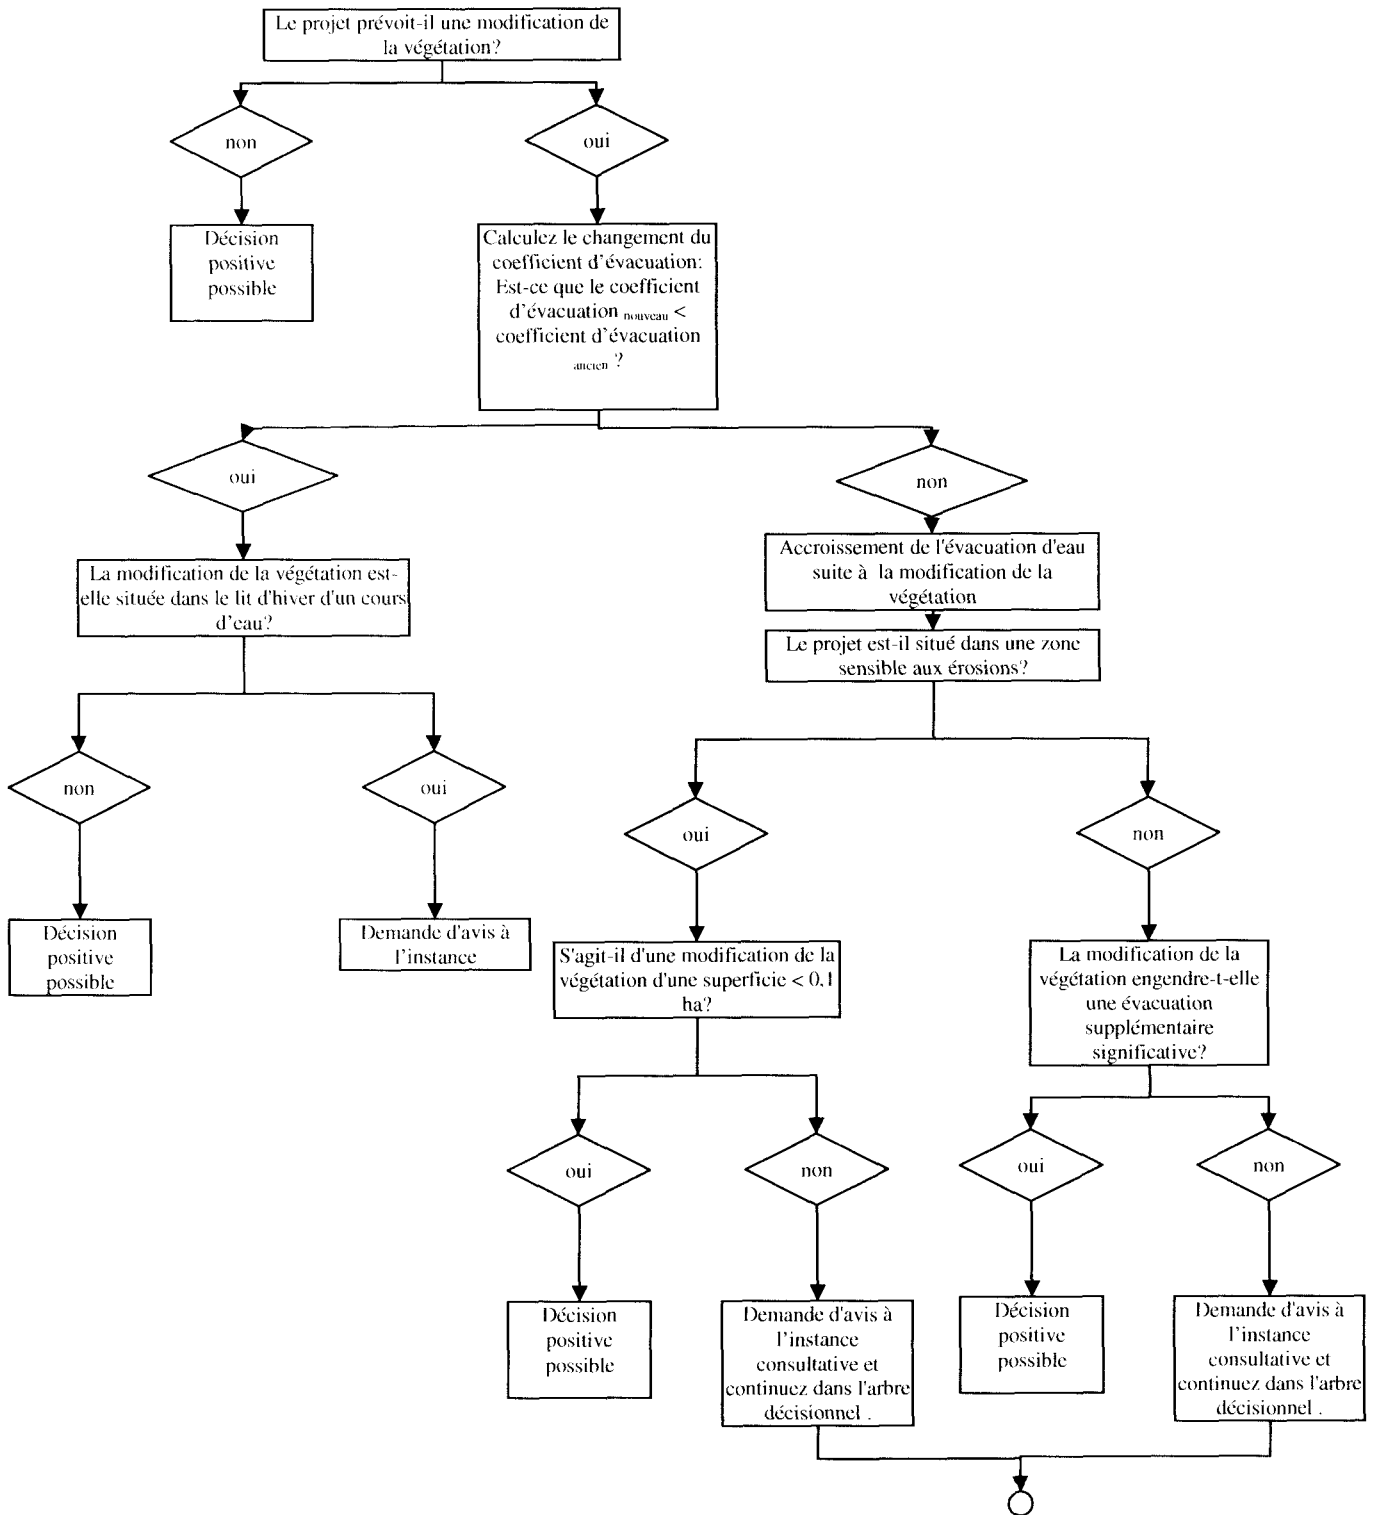 Le projet prévoit-il une modification de
la végétation?
non
oui
Décision
positive
possible
Calculez le changement du
coefficient d'évacuation:
Est-ce que le coefficient
d'évacuation nouveau <
coefficient d'évacuation
ancien ?
oui
non
La modification de la végétation est-
elle située dans le lit d'hiver d'un cours
d'eau?
Accroissement de l'évacuation d'eau
suite à la modification de la
végétation
Le projet est-il situé dans une zone
sensible aux érosions?
non
oui
oui
non
Décision
positive
possible
Demande d'avis à
l'instance
S'agit-il d'une modification de la
végétation d'une superficie < 0,1
ha?
La modification de la
végétation engendre-t-elle
une évacuation
supplémentaire
significative?
oui
non
oui
non
Décision
positive
possible
Demande d'avis à
l'instance
consultative et
continuez dans l'arbre
décisionnel .
Décision
positive
possible
Demande d'avis à
l'instance
consultative et
continuez dans l'arbre
décisionnel .